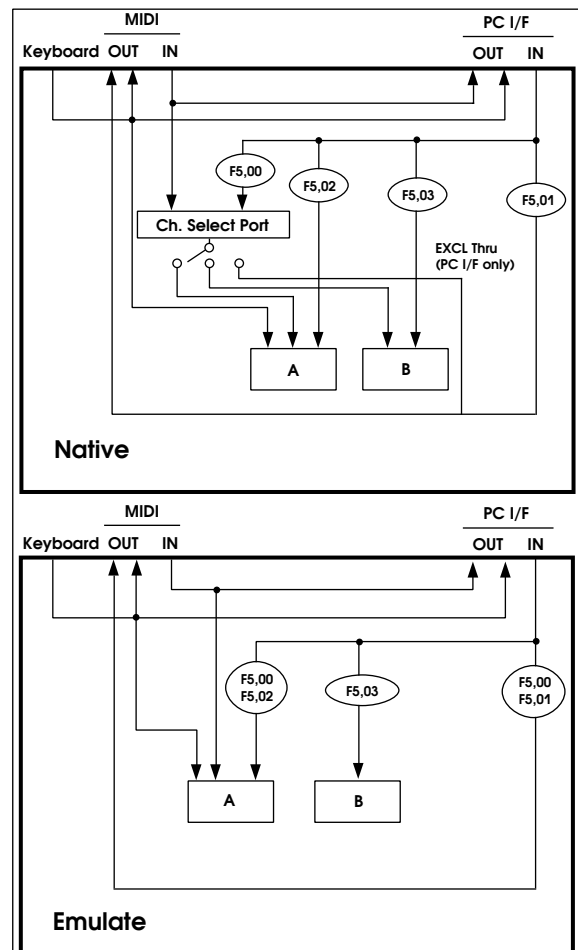 MIDI PC I/F
Keyboard OUT IN OUT IN
F5,00
F5,02
F5,03
F5,01
Ch. Select Port
EXCL Thru
(PC I/F only)
A B
Native
MIDI PC I/F
Keyboard OUT IN OUT IN
F5,00
F5,02
F5,03
F5,00
F5,01
A B
Emulate